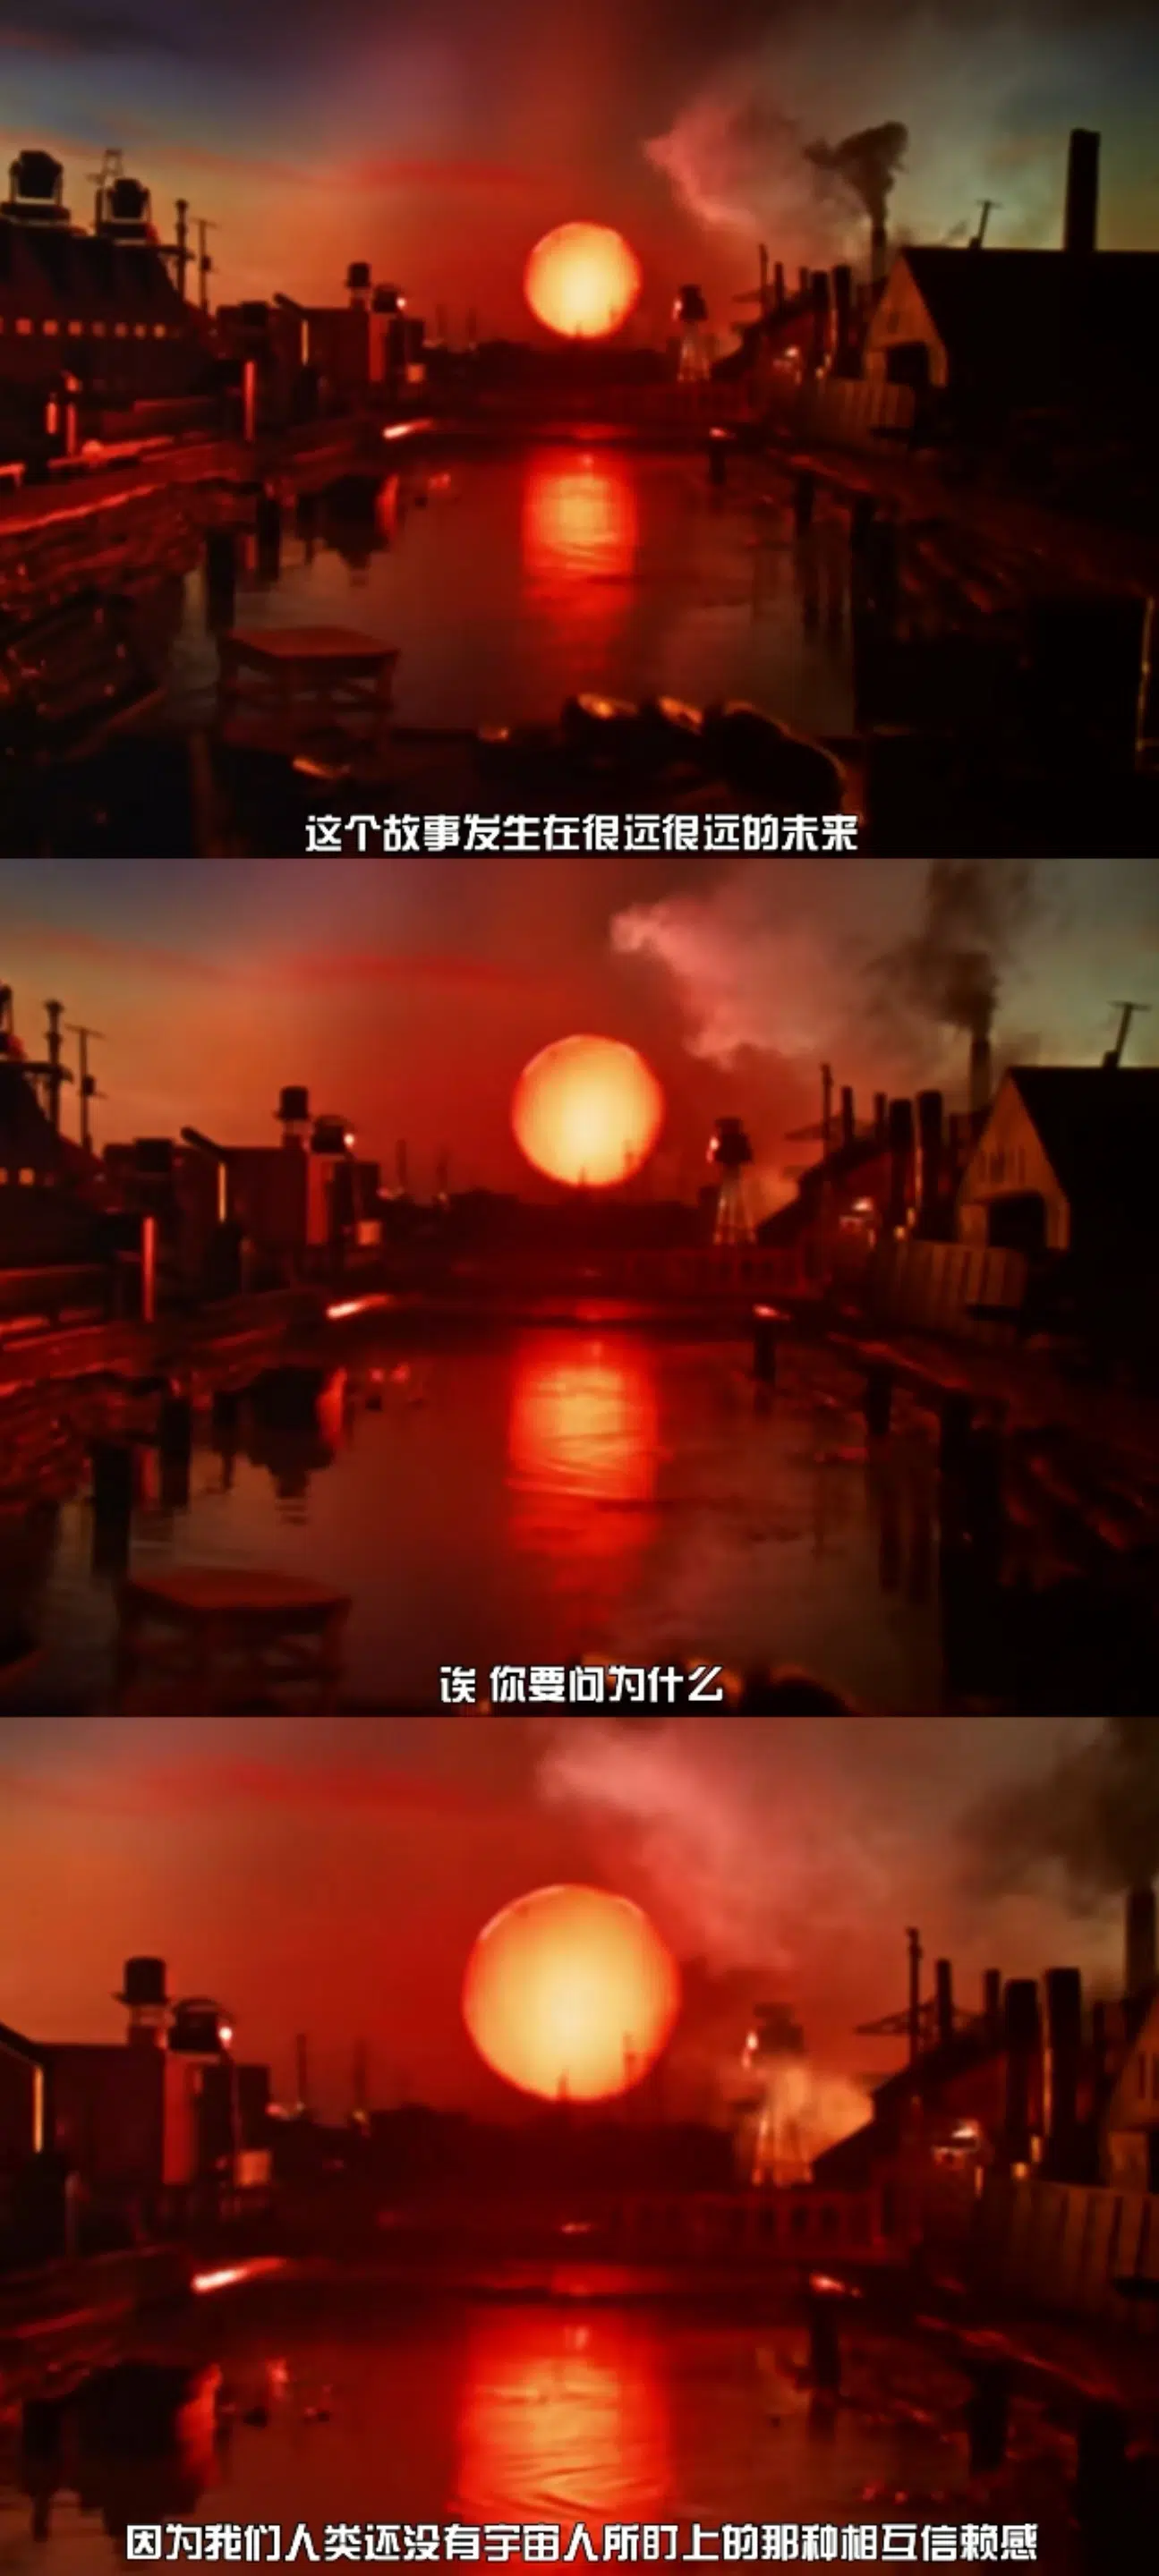 这个故事发生在很远很远的未来
诶 你要问为什么
因为我们人类还没有宇宙人所盯上的那种相互信赖感